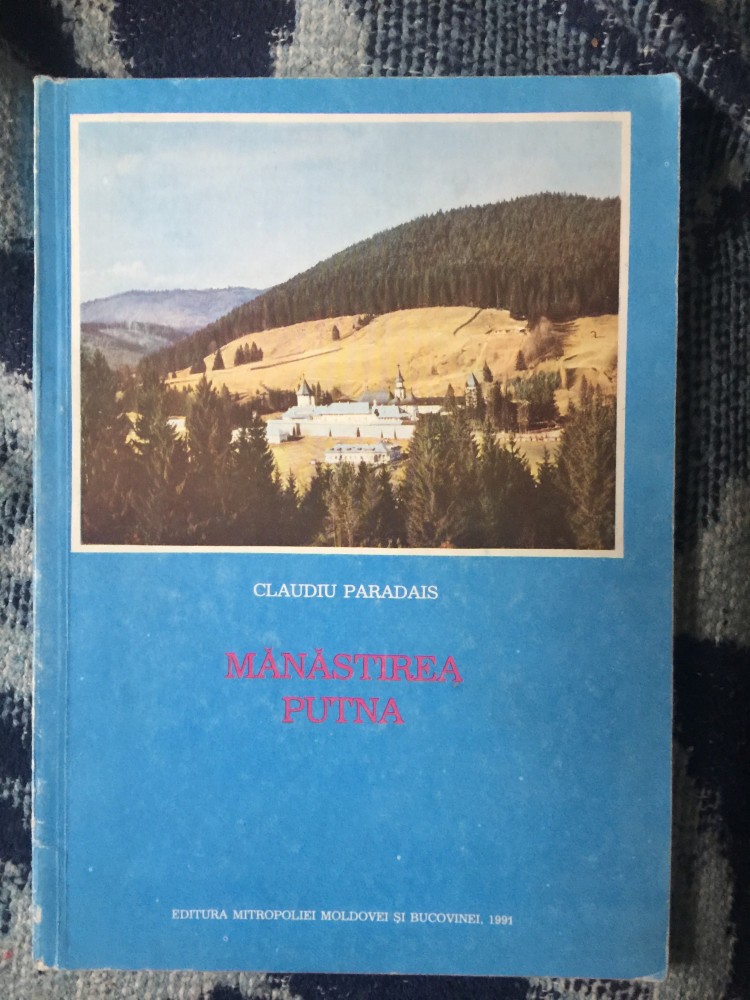 CLAUDIU PARADAIS
MĂNĂSTIREA
PUTNA
EDITURA MITROPOLIEI MOLDOVEI ȘI BUCOVINEI, 1991